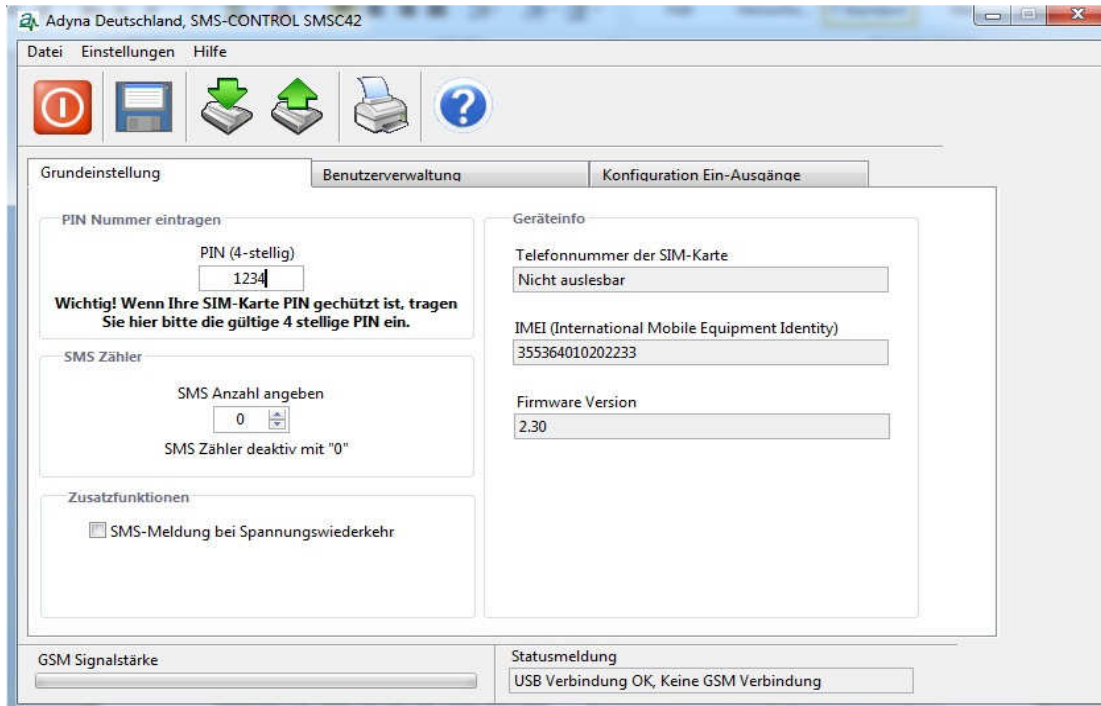 Adyna Deutschland, SMS-CONTROL SMSC42
Datei Einstellungen Hilfe
Grundeinstellung
Benutzerverwaltung
Konfiguration Ein-Ausgänge
PIN Nummer eintragen
PIN (4-stellig)
1234
Wichtig! Wenn Ihre SIM-Karte PIN gechützt ist, tragen
Sie hier bitte die gültige 4 stellige PIN ein.
SMS Zähler
SMS Anzahl angeben
0
SMS Zähler deaktiv mit "0"
Zusatzfunktionen
SMS-Meldung bei Spannungswiederkehr
Geräteinfo
Telefonnummer der SIM-Karte
Nicht auslesbar
IMEI (International Mobile Equipment Identity)
355364010202233
Firmware Version
2.30
GSM Signalstärke
Statusmeldung
USB Verbindung OK, Keine GSM Verbindung